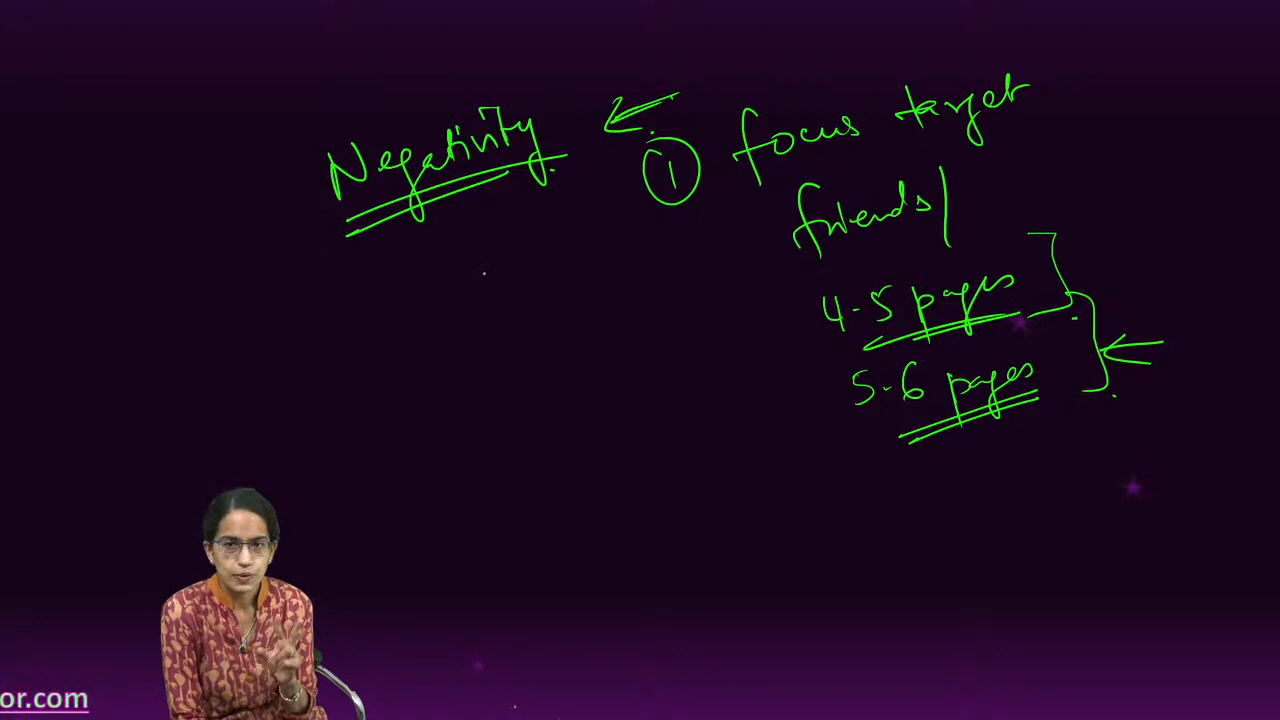 Negativity
① focus target
friends|
4-5 pages
5-6 pages
or.com